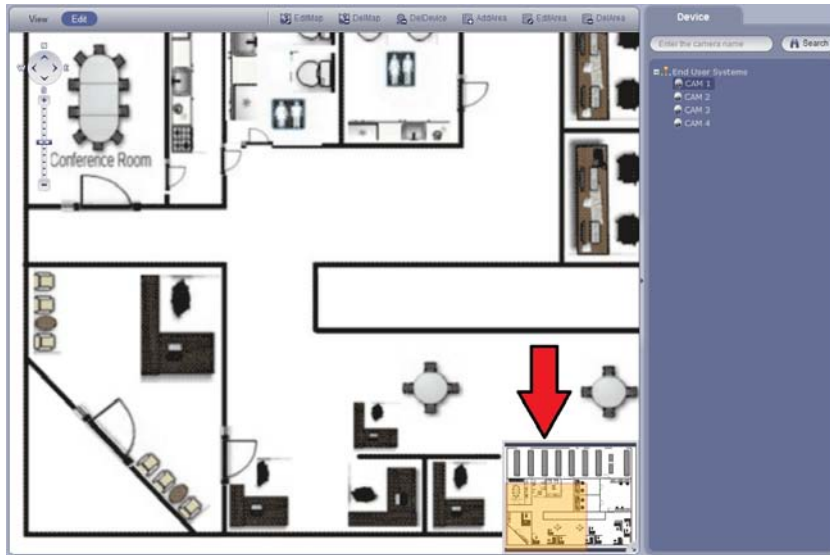 View Edit EditMap DelMap DelDevice AddArea EditArea DelArea
Device
Enter the camera name Search
End User Systems
CAM 1
CAM 2
CAM 3
CAM 4
Conference Room